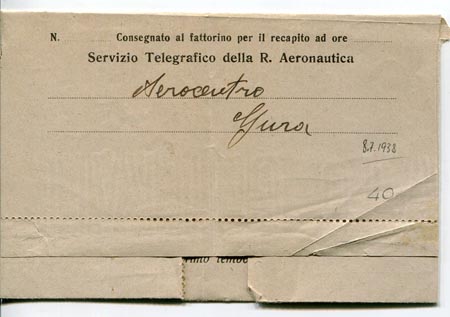 N. ........ Consegnato al fattorino per il recapito ad ore ........
Servizio Telegrafico della R. Aeronautica
Aerocentro
Gura
8.7.1938
40